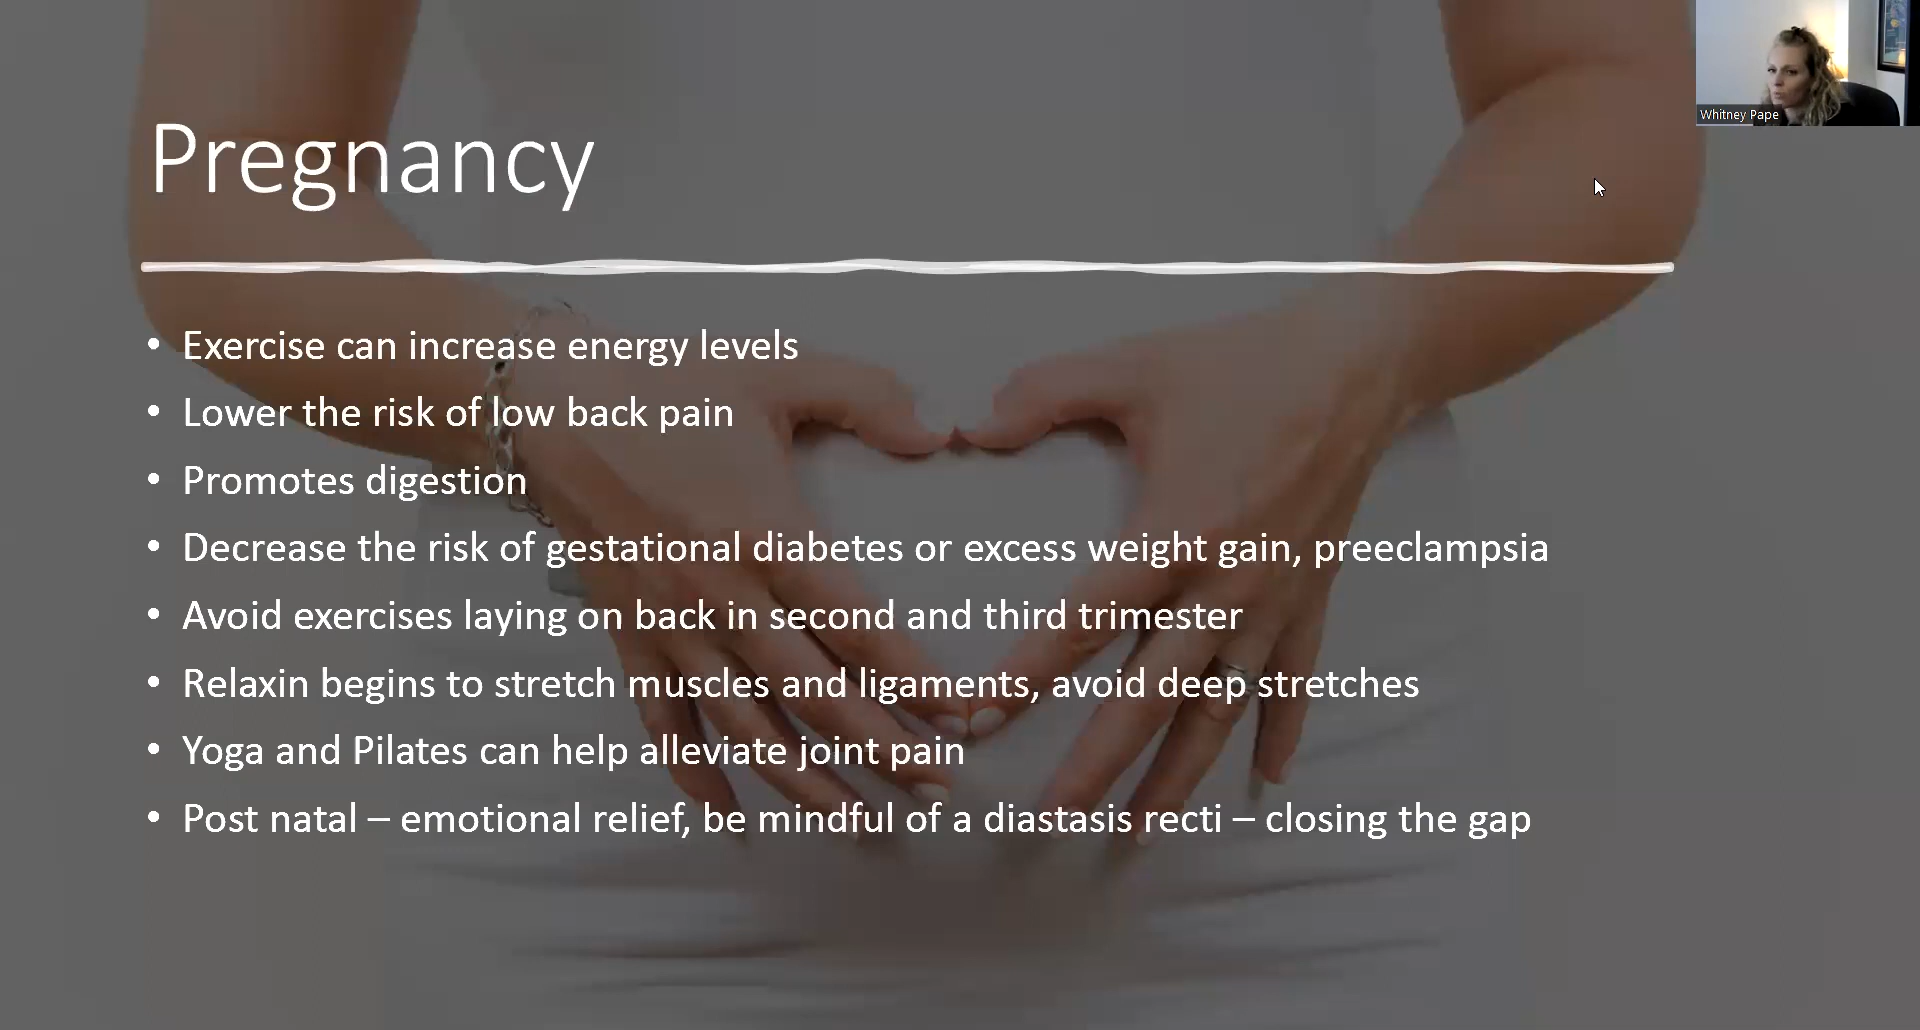 Pregnancy
Whitney Pape
• Exercise can increase energy levels
• Lower the risk of low back pain
• Promotes digestion
• Decrease the risk of gestational diabetes or excess weight gain, preeclampsia
• Avoid exercises laying on back in second and third trimester
• Relaxin begins to stretch muscles and ligaments, avoid deep stretches
• Yoga and Pilates can help alleviate joint pain
• Post natal – emotional relief, be mindful of a diastasis recti – closing the gap